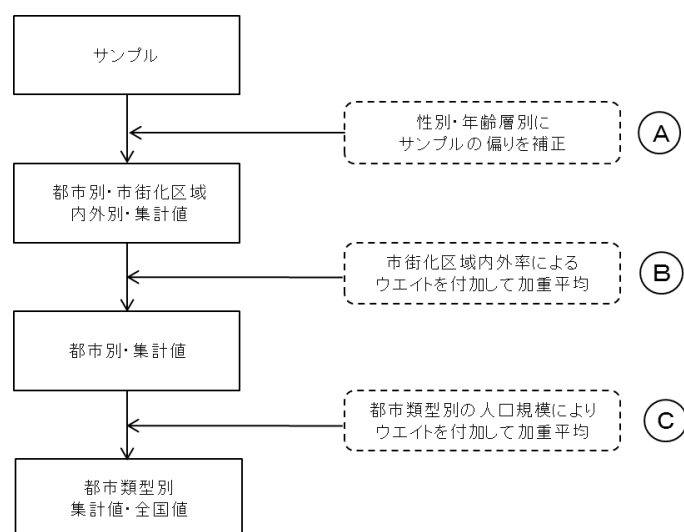 サンプル
性別・年齢層別に
サンプルの偏りを補正
A
都市別・市街化区域
内外別・集計値
市街化区域内外率による
ウエイトを付加して加重平均
B
都市別・集計値
都市類型別の人口規模により
ウエイトを付加して加重平均
C
都市類型別
集計値・全国値